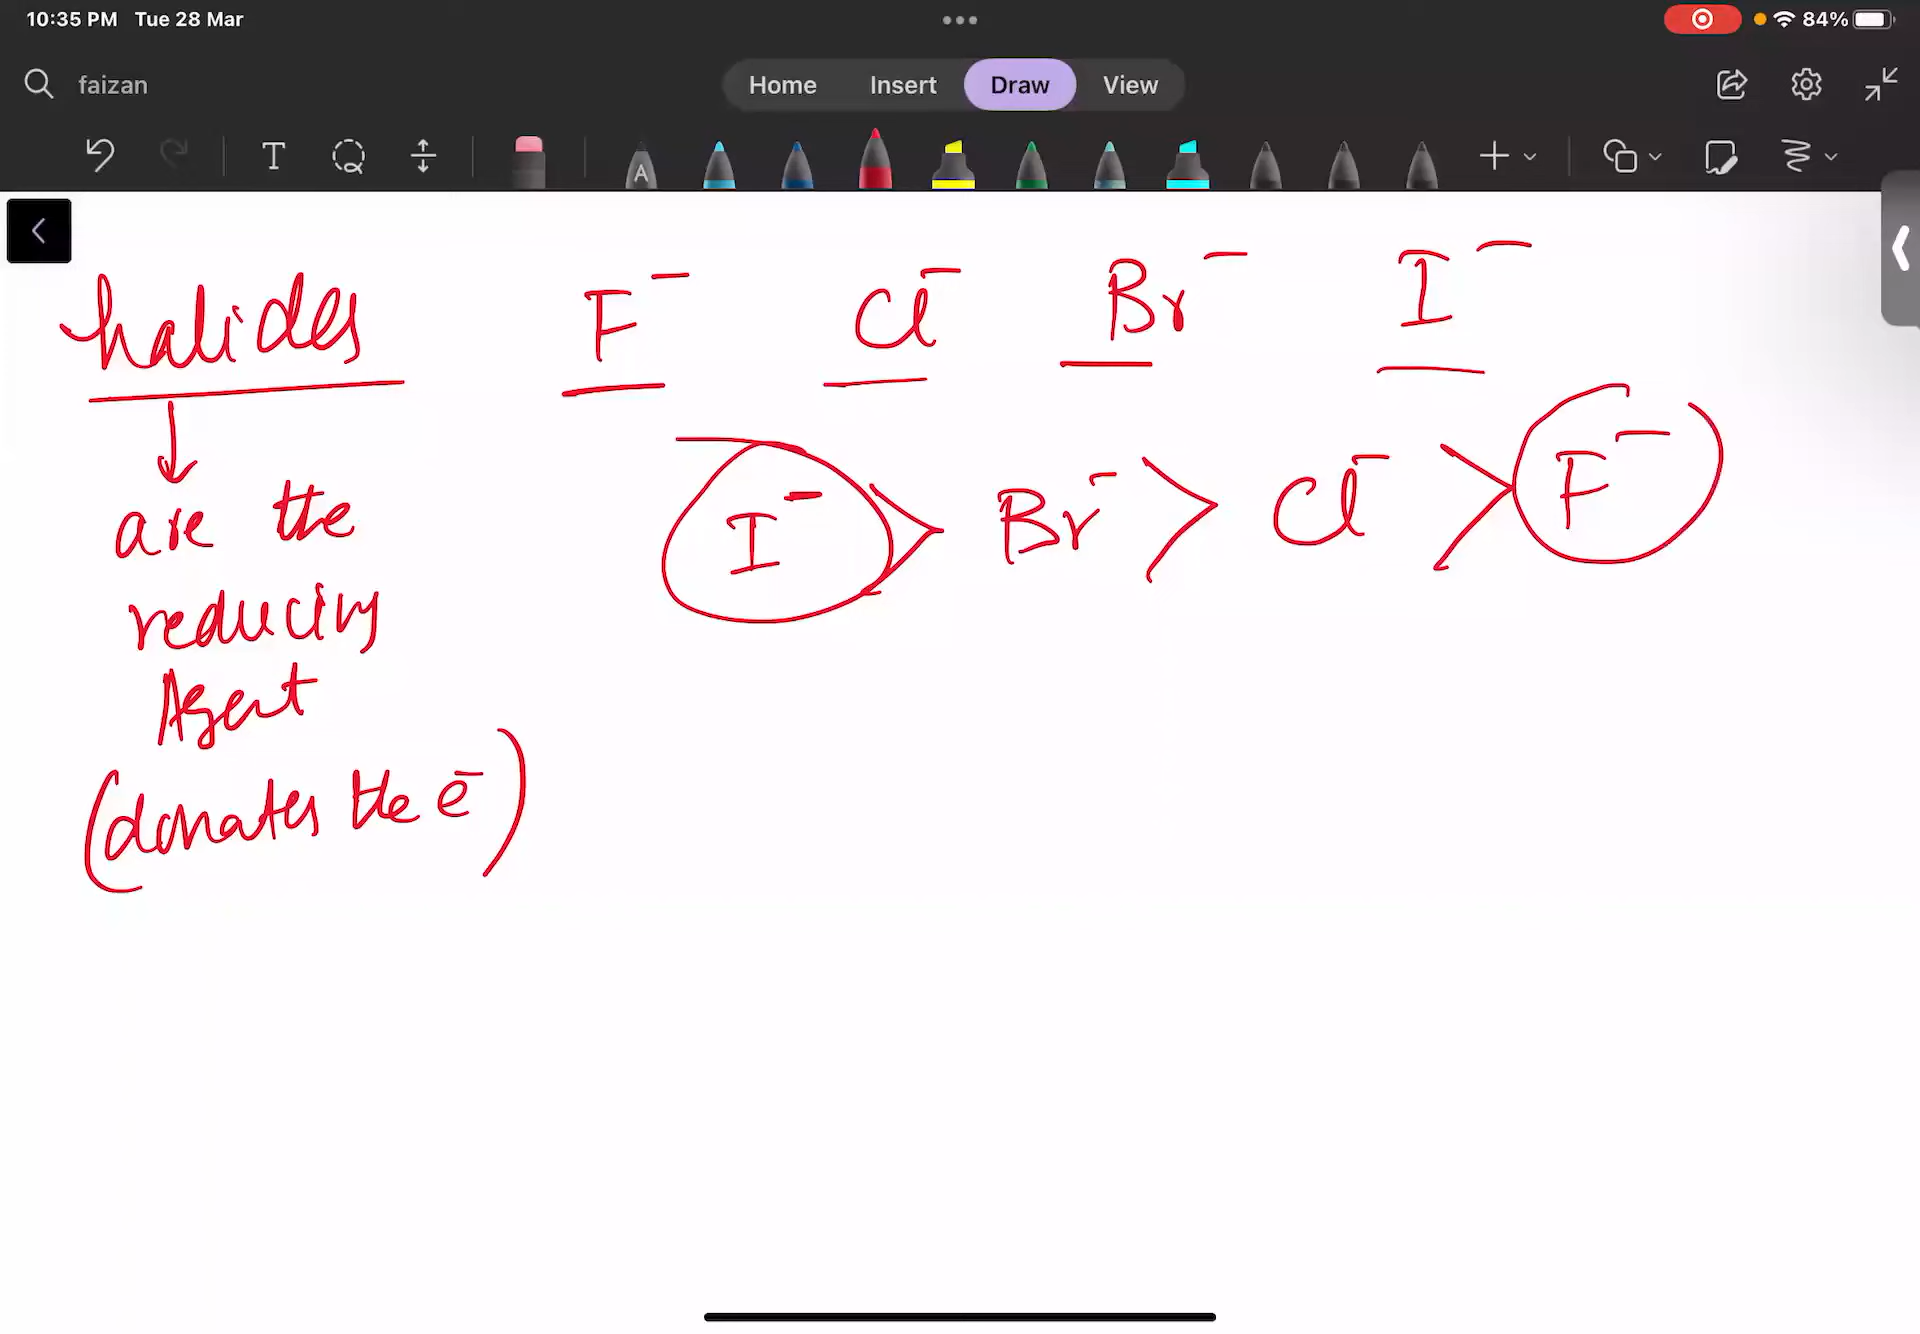 10:35 PM Tue 28 Mar
84%
faizan
Home Insert Draw View
T
A
halides F⁻ Cl⁻ Br⁻ I⁻
I⁻ > Br⁻ > Cl⁻ > F⁻
are the
reducing
Agent
(donates the e⁻)